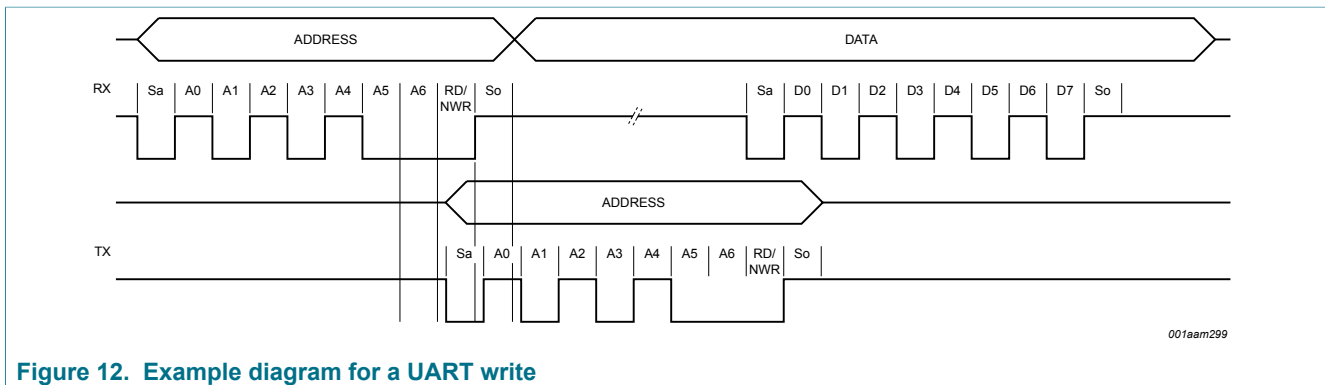 ADDRESS DATA
RX Sa A0 A1 A2 A3 A4 A5 A6 RD/ NWR So Sa D0 D1 D2 D3 D4 D5 D6 D7 So
ADDRESS
TX Sa A0 A1 A2 A3 A4 A5 A6 RD/ NWR So
001aam299
Figure 12. Example diagram for a UART write